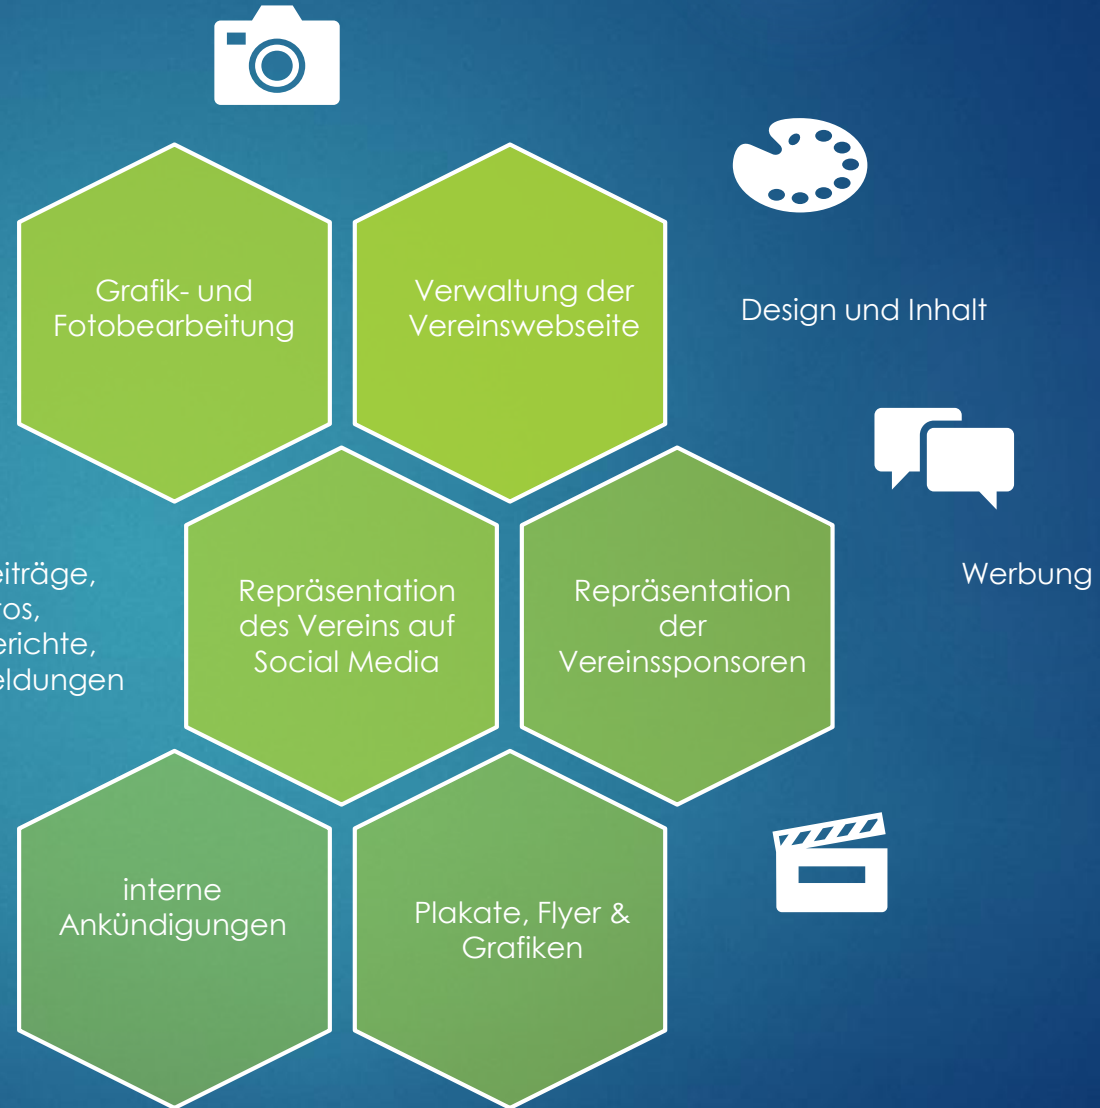 Grafik- und
Fotobearbeitung
Verwaltung der
Vereinswebseite
Design und Inhalt
Repräsentation
des Vereins auf
Social Media
Repräsentation
der
Vereinssponsoren
Werbung
interne
Ankündigungen
Plakate, Flyer &
Grafiken